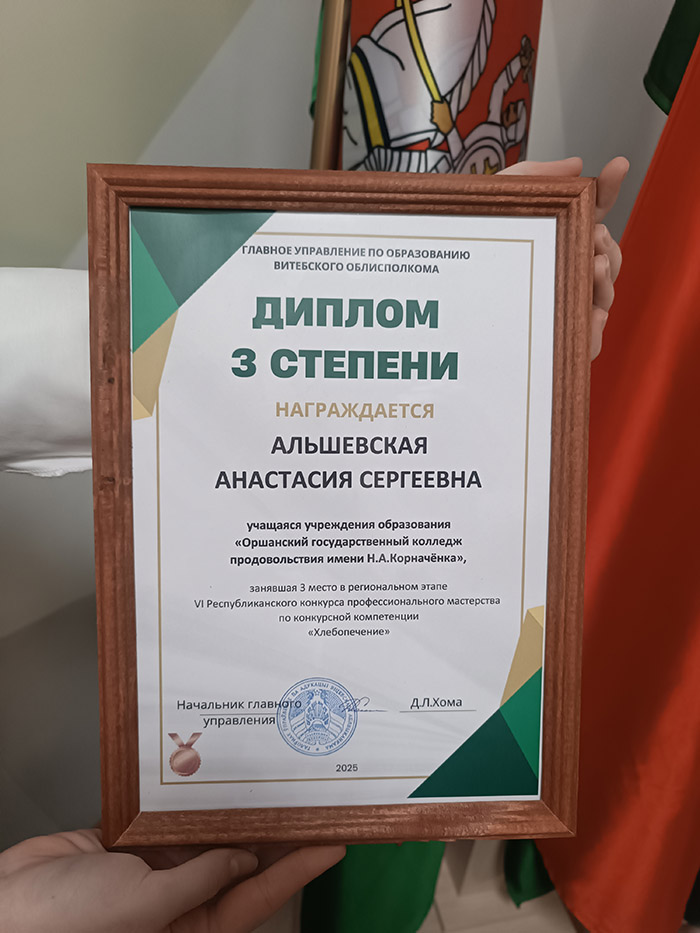 ГЛАВНОЕ УПРАВЛЕНИЕ ПО ОБРАЗОВАНИЮ
ВИТЕБСКОГО ОБЛИСПОЛКОМА
ДИПЛОМ
3 СТЕПЕНИ
НАГРАЖДАЕТСЯ
АЛЬШЕВСКАЯ
АНАСТАСИЯ СЕРГЕЕВНА
учащаяся учреждения образования
«Оршанский государственный колледж
продовольствия имени Н.А.Корначёнка»,
занявшая 3 место в региональном этапе
VI Республиканского конкурса профессионального мастерства
по конкурсной компетенции
«Хлебопечение»
Начальник главного
управления
Д.Л.Хома
2025